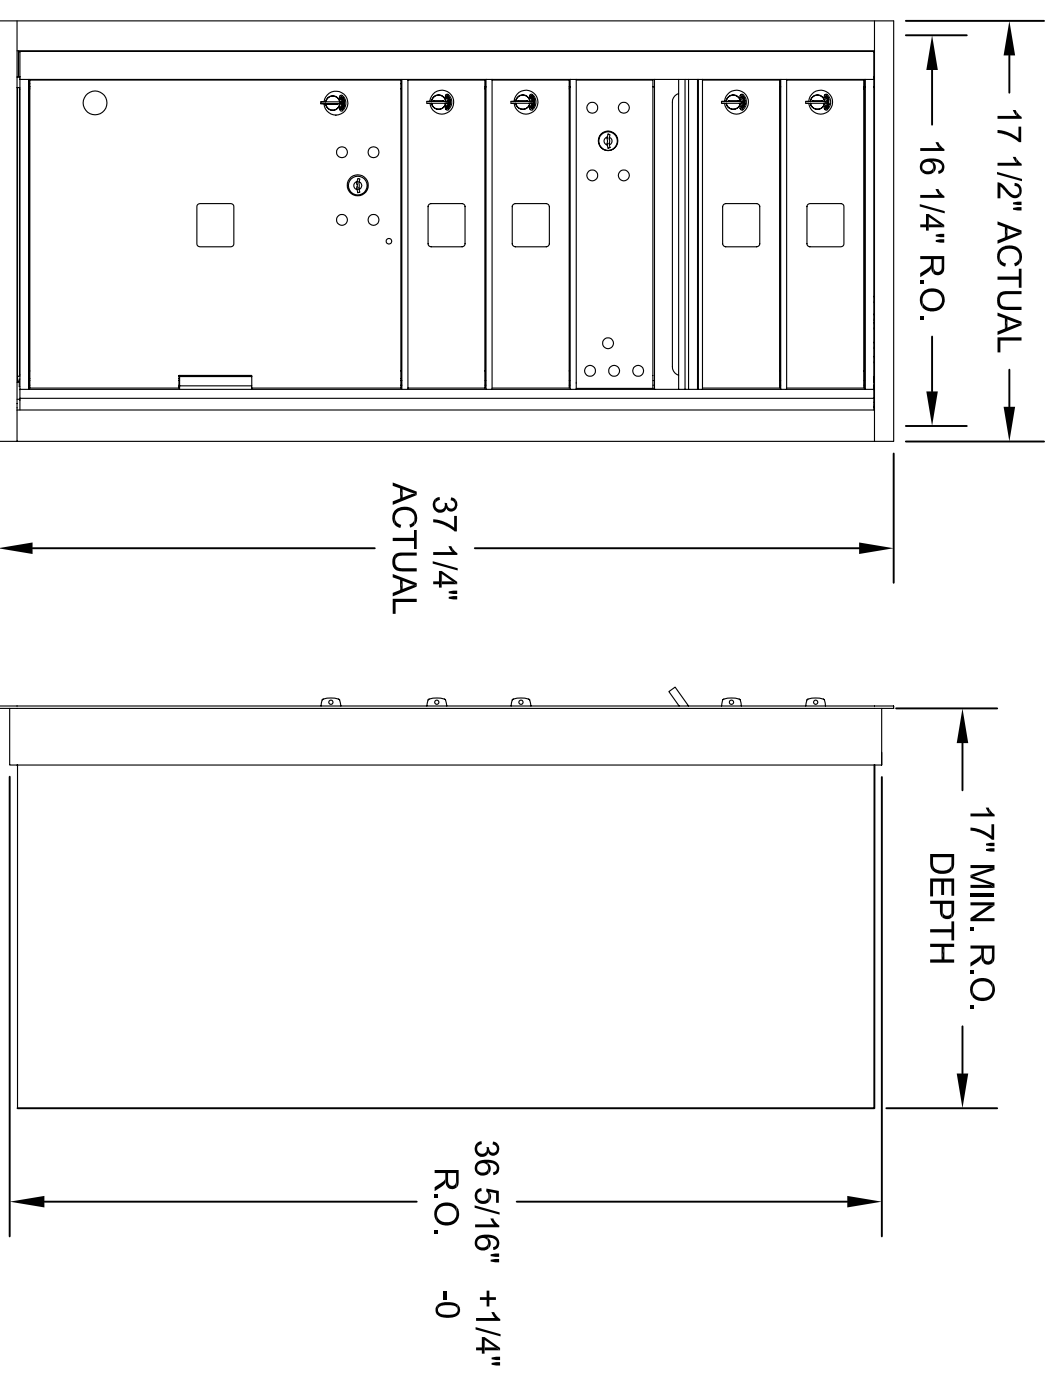 17 1/2" ACTUAL
16 1/4" R.O.
37 1/4"
ACTUAL
17" MIN. R.O.
DEPTH
36 5/16" +1/4"
R.O. -0